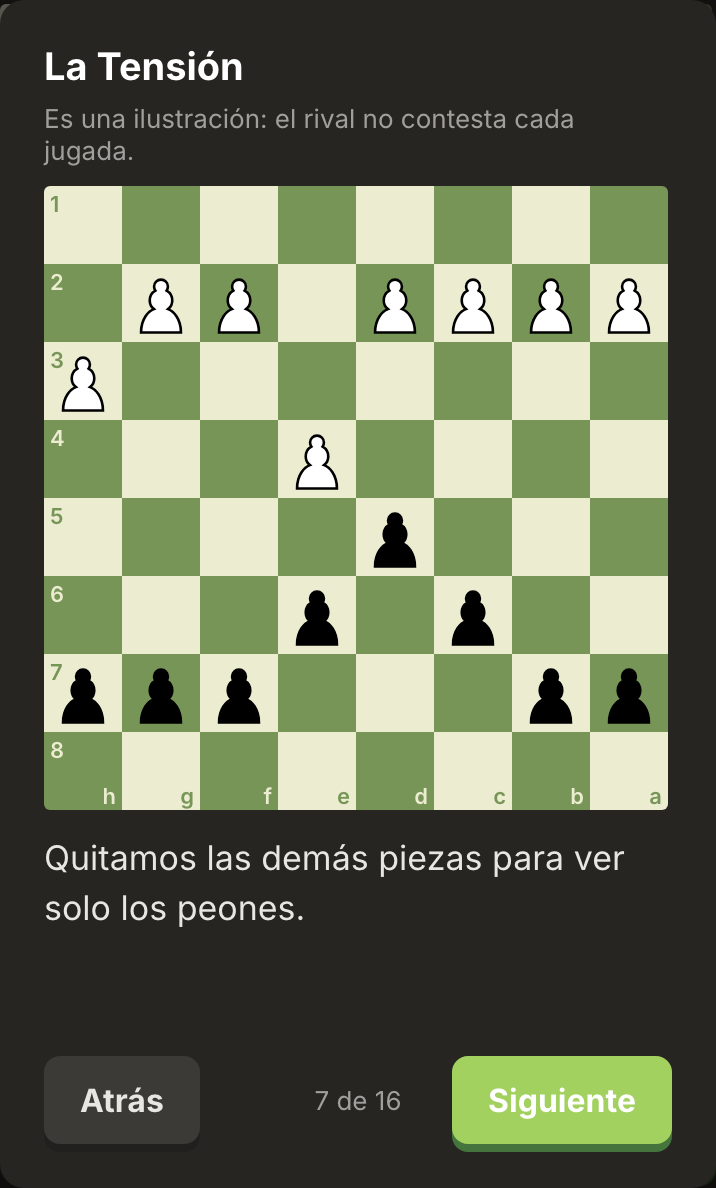 La Tensión
Es una ilustración: el rival no contesta cada
jugada.
1
2
3
4
5
6
7
8
h g f e d c b a
Quitamos las demás piezas para ver
solo los peones.
Atrás
7 de 16
Siguiente